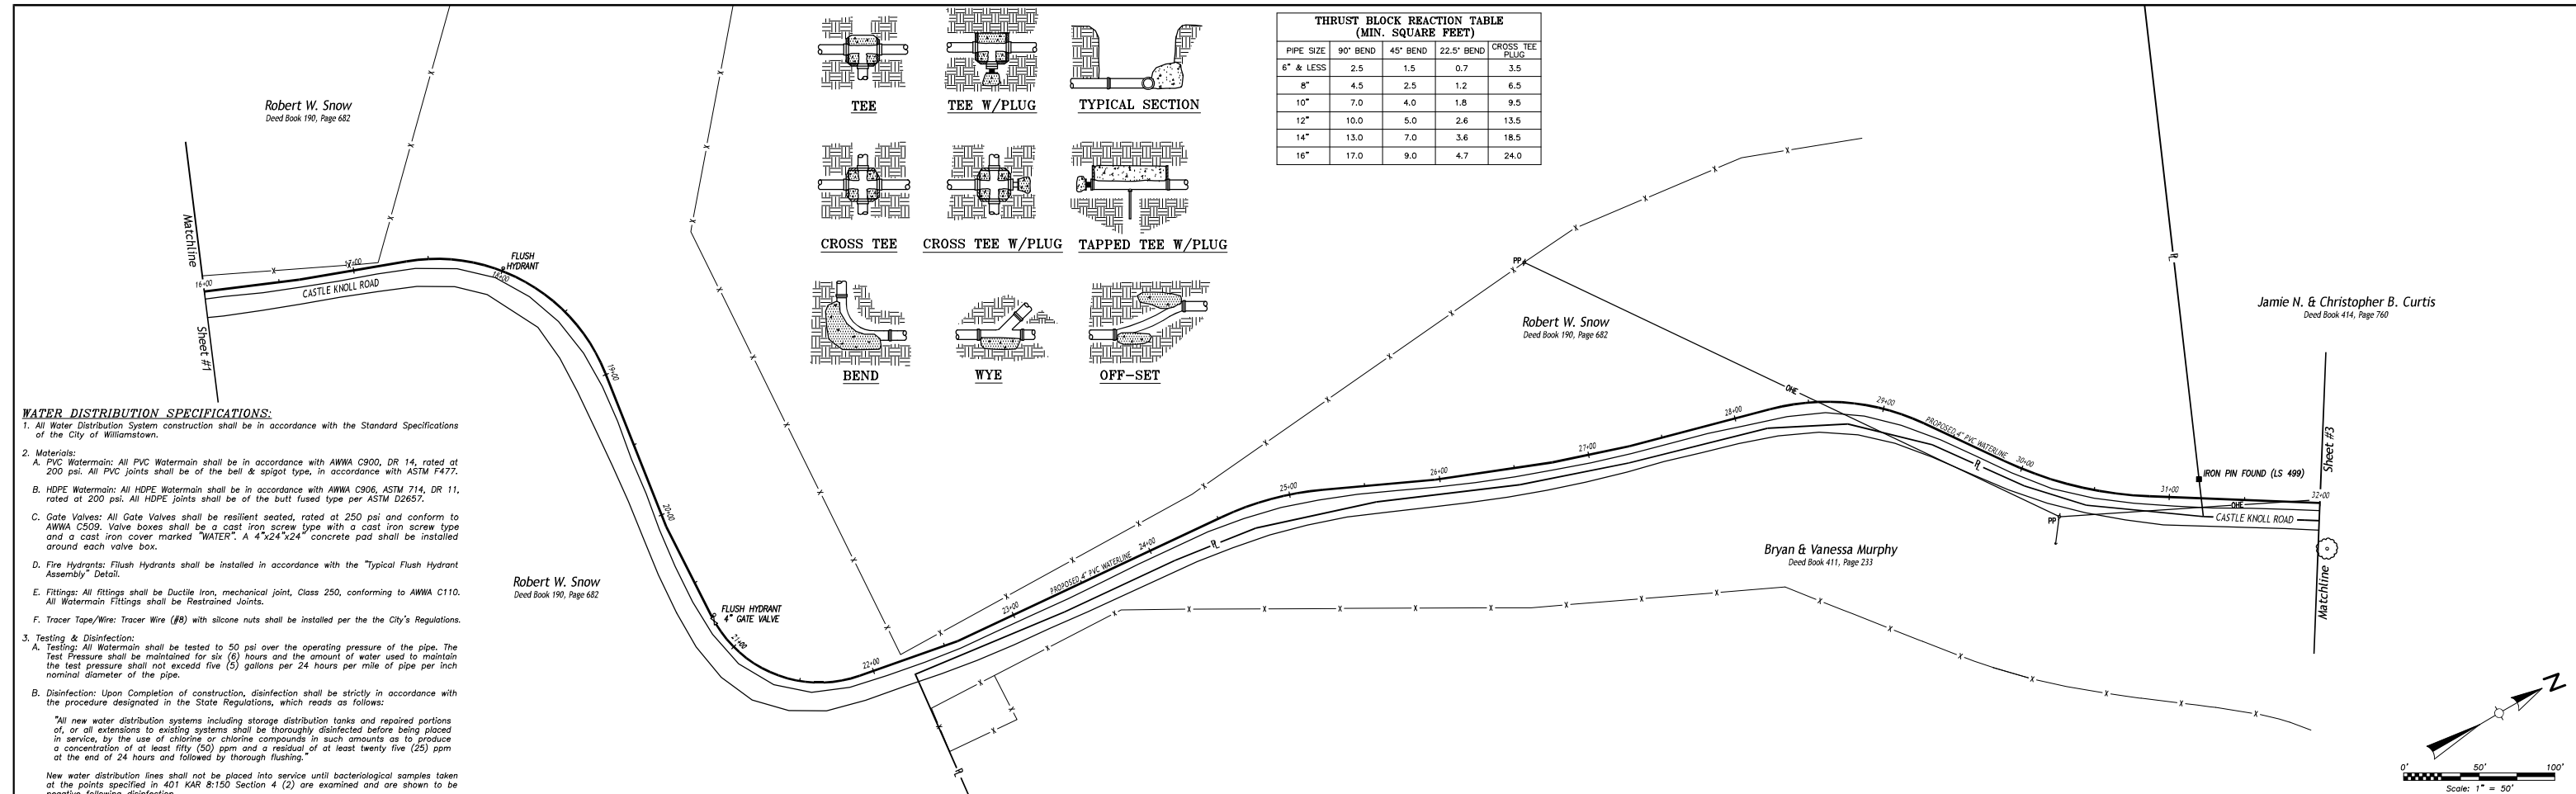 Robert W. Snow
Deed Book 190, Page 682
Matchline
Sheet #1
16+00
17+00
CASTLE KNOLL ROAD
18+00
FLUSH
HYDRANT
19+00
20+00
Robert W. Snow
Deed Book 190, Page 682
FLUSH HYDRANT
4" GATE VALVE
21+00
22+00
WATER DISTRIBUTION SPECIFICATIONS:
1. All Water Distribution System construction shall be in accordance with the Standard Specifications
of the City of Williamstown.
2. Materials:
A. PVC Watermain: All PVC Watermain shall be in accordance with AWWA C900, DR 14, rated at
200 psi. All PVC joints shall be of the bell & spigot type, in accordance with ASTM F477.
B. HDPE Watermain: All HDPE Watermain shall be in accordance with AWWA C906, ASTM 714, DR 11,
rated at 200 psi. All HDPE joints shall be of the butt fused type per ASTM D2657.
C. Gate Valves: All Gate Valves shall be resilient seated, rated at 250 psi and conform to
AWWA C509. Valve boxes shall be a cast iron screw type with a cast iron screw type
and a cast iron cover marked "WATER". A 4"x24"x24" concrete pad shall be installed
around each valve box.
D. Fire Hydrants: Fllush Hydrants shall be installed in accordance with the "Typical Flush Hydrant
Assembly" Detail.
E. Fittings: All fittings shall be Ductile Iron, mechanical joint, Class 250, conforming to AWWA C110.
All Watermain Fittings shall be Restrained Joints.
F. Tracer Tape/Wire: Tracer Wire (#8) with silcone nuts shall be installed per the the City's Regulations.
3. Testing & Disinfection:
A. Testing: All Watermain shall be tested to 50 psi over the operating pressure of the pipe. The
Test Pressure shall be maintained for six (6) hours and the amount of water used to maintain
the test pressure shall not excedd five (5) gallons per 24 hours per mile of pipe per inch
nominal diameter of the pipe.
B. Disinfection: Upon Completion of construction, disinfection shall be strictly in accordance with
the procedure designated in the State Regulations, which reads as follows:
"All new water distribution systems including storage distribution tanks and repaired portions
of, or all extensions to existing systems shall be thoroughly disinfected before being placed
in service, by the use of chlorine or chlorine compounds in such amounts as to produce
a concentration of at least fifty (50) ppm and a residual of at least twenty five (25) ppm
at the end of 24 hours and followed by thorough flushing."
New water distribution lines shall not be placed into service until bacteriological samples taken
at the points specified in 401 KAR 8:150 Section 4 (2) are examined and are shown to be
negative following disinfection.
TEE
TEE W/PLUG
TYPICAL SECTION
CROSS TEE
CROSS TEE W/PLUG
TAPPED TEE W/PLUG
BEND
WYE
OFF-SET
THRUST BLOCK REACTION TABLE
(MIN. SQUARE FEET)
PIPE SIZE 90° BEND 45° BEND 22.5° BEND CROSS TEE PLUG
6" & LESS 2.5 1.5 0.7 3.5
8" 4.5 2.5 1.2 6.5
10" 7.0 4.0 1.8 9.5
12" 10.0 5.0 2.6 13.5
14" 13.0 7.0 3.6 18.5
16" 17.0 9.0 4.7 24.0
PP
Robert W. Snow
Deed Book 190, Page 682
OHE
23+00
PROPOSED 4" PVC WATERLINE
24+00
25+00
26+00
27+00
28+00
29+00
PROPOSED 4" PVC WATERLINE
30+00
31+00
32+00
PL
PL
PL
PL
Jamie N. & Christopher B. Curtis
Deed Book 414, Page 760
IRON PIN FOUND (LS 499)
OHE
CASTLE KNOLL ROAD
PP
Sheet #3
Matchline
Bryan & Vanessa Murphy
Deed Book 411, Page 233
N
0' 50' 100'
Scale: 1" = 50'